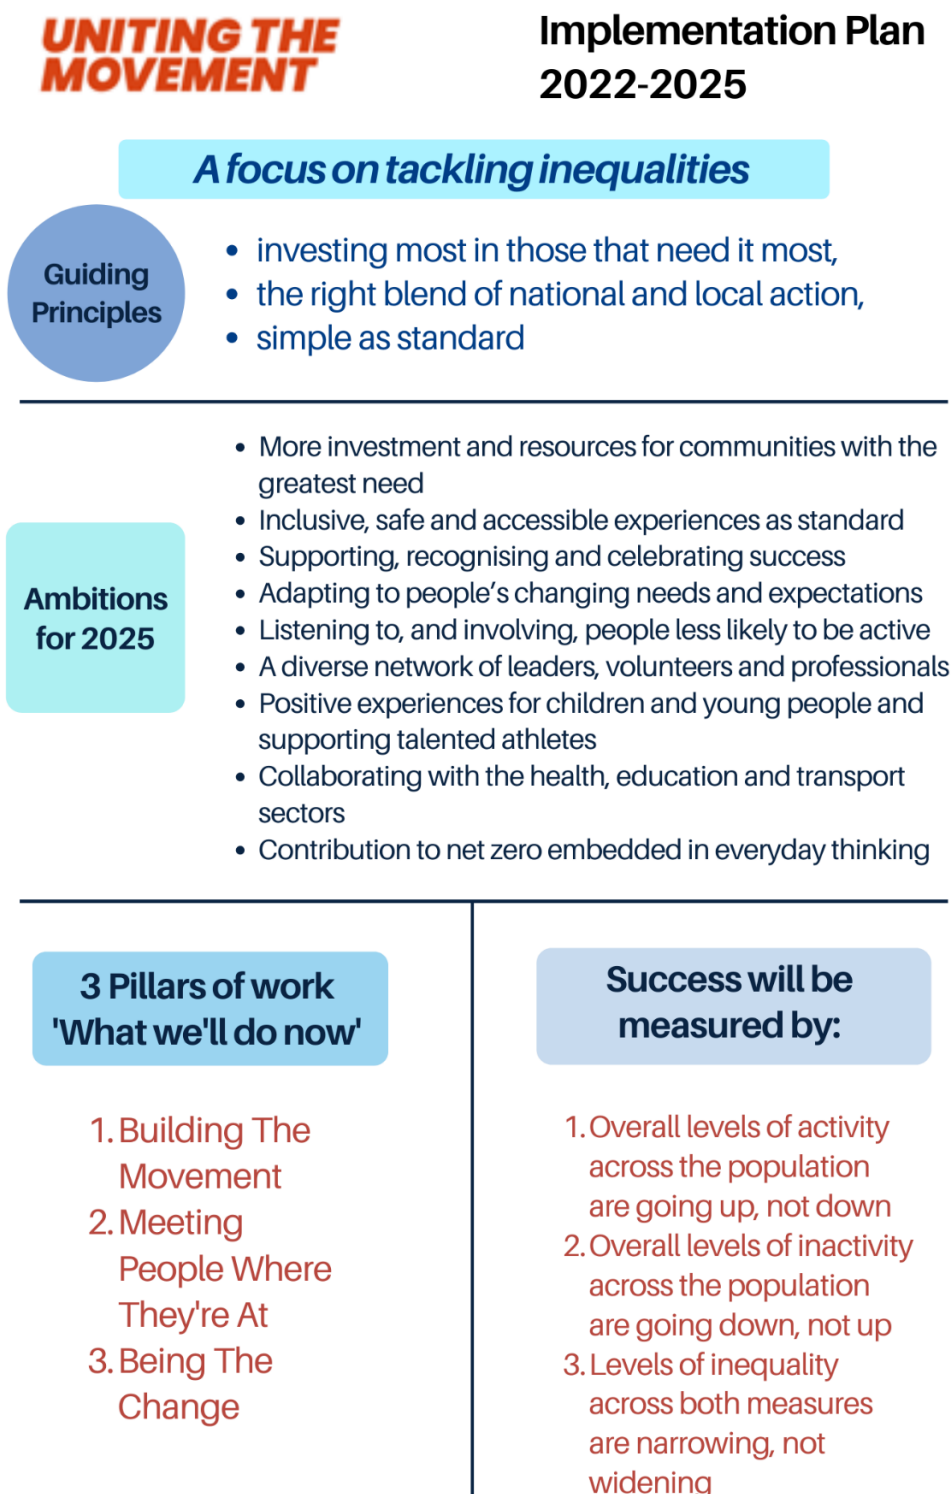 UNITING THE
MOVEMENT
Implementation Plan
2022-2025
A focus on tackling inequalities
Guiding
Principles
• investing most in those that need it most,
• the right blend of national and local action,
• simple as standard
Ambitions
for 2025
• More investment and resources for communities with the
greatest need
• Inclusive, safe and accessible experiences as standard
• Supporting, recognising and celebrating success
• Adapting to people’s changing needs and expectations
• Listening to, and involving, people less likely to be active
• A diverse network of leaders, volunteers and professionals
• Positive experiences for children and young people and
supporting talented athletes
• Collaborating with the health, education and transport
sectors
• Contribution to net zero embedded in everyday thinking
3 Pillars of work
'What we'll do now'
1. Building The
Movement
2. Meeting
People Where
They're At
3. Being The
Change
Success will be
measured by:
1. Overall levels of activity
across the population
are going up, not down
2. Overall levels of inactivity
across the population
are going down, not up
3. Levels of inequality
across both measures
are narrowing, not
widening